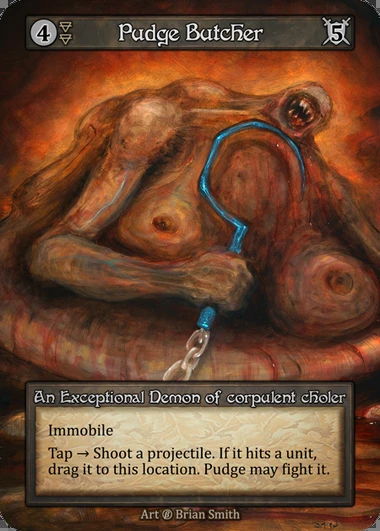 4 Pudge Butcher 5
An Exceptional Demon of corpulent choler
Immobile
Tap → Shoot a projectile. If it hits a unit,
drag it to this location. Pudge may fight it.
Art @ Brian Smith